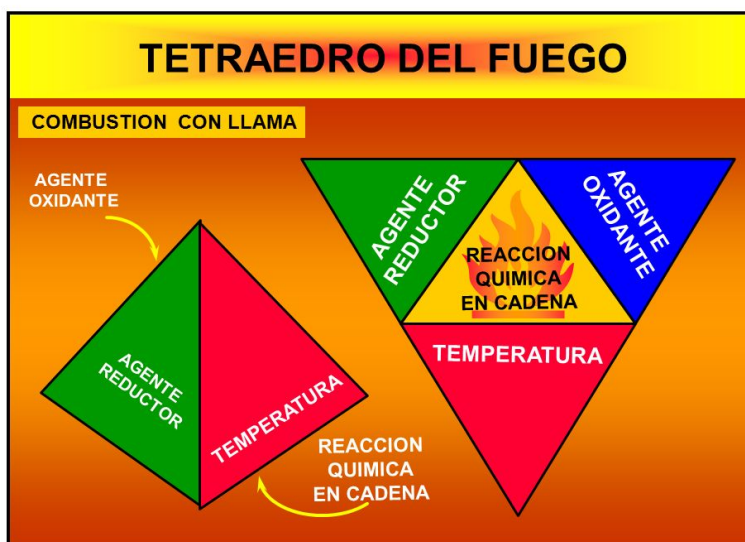 TETRAEDRO DEL FUEGO
COMBUSTION CON LLAMA
AGENTE
OXIDANTE
AGENTE
REDUCTOR
TEMPERATURA
REACCION
QUIMICA
EN CADENA
AGENTE
REDUCTOR
REACCION
QUIMICA
EN CADENA
AGENTE
OXIDANTE
TEMPERATURA